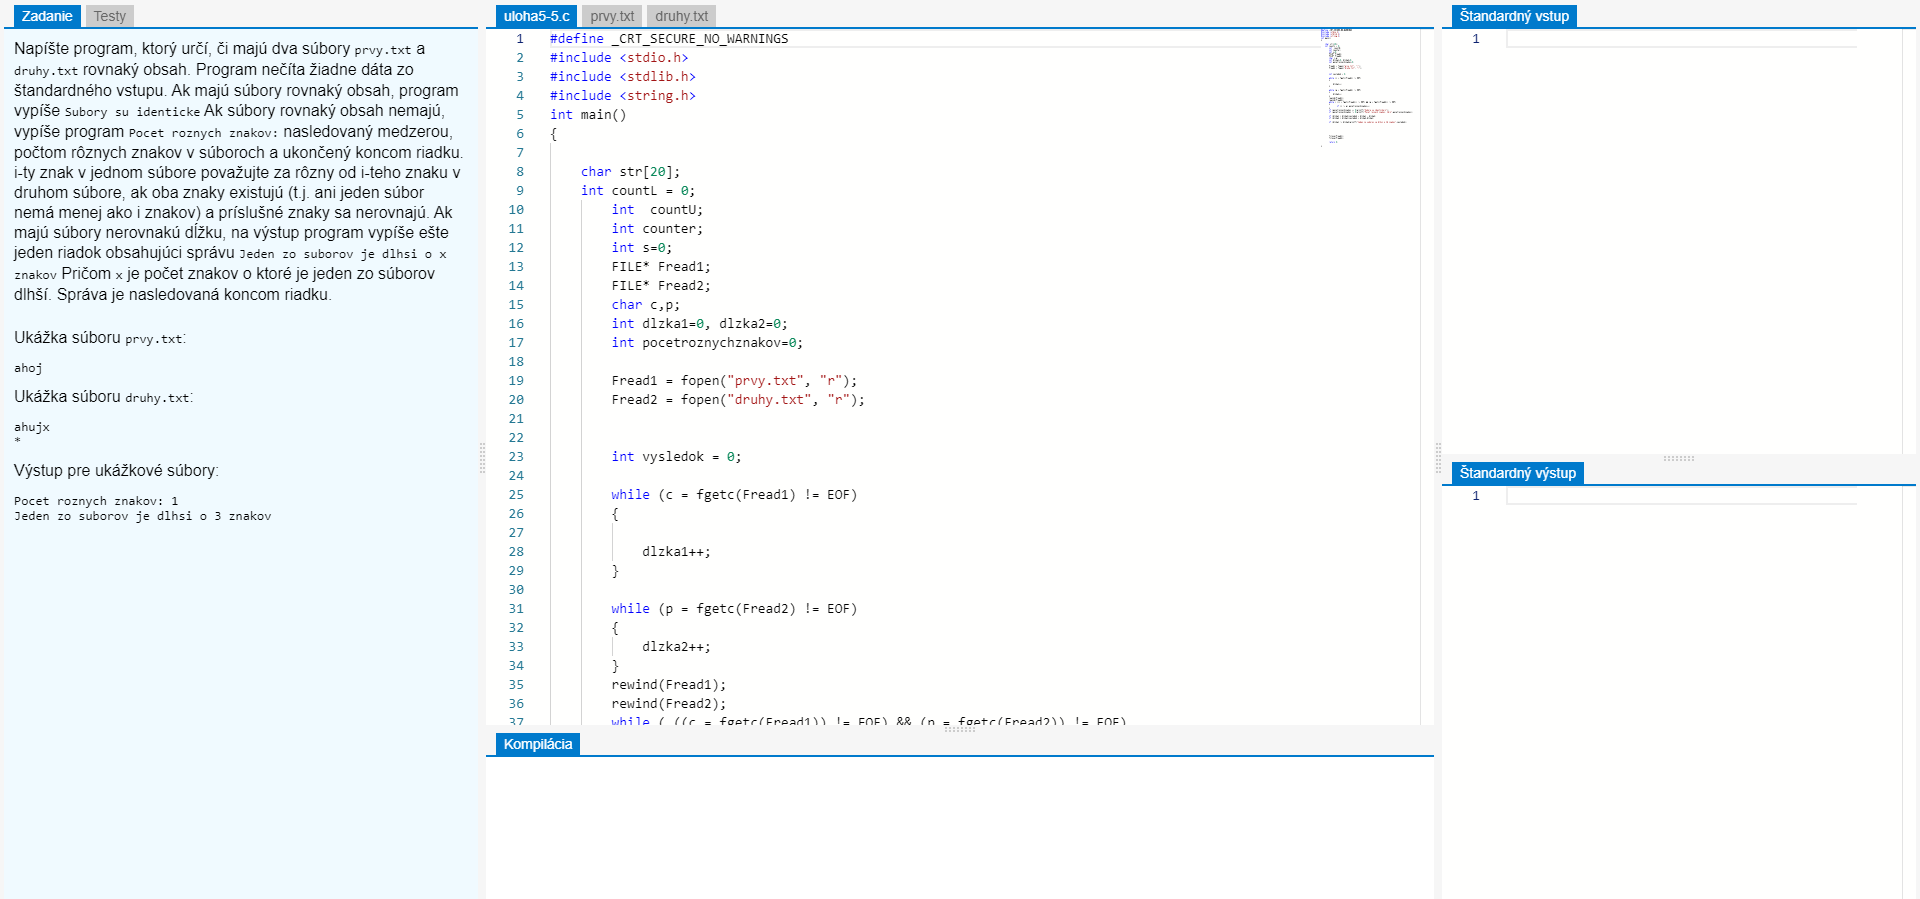 Zadanie
Testy
Napíšte program, ktorý určí, či majú dva súbory prvy.txt a
druhy.txt rovnaký obsah. Program nečíta žiadne dáta zo
štandardného vstupu. Ak majú súbory rovnaký obsah, program
vypíše Subory su identicke Ak súbory rovnaký obsah nemajú,
vypíše program Pocet roznych znakov: nasledovaný medzerou,
počtom rôznych znakov v súboroch a ukončený koncom riadku.
i-ty znak v jednom súbore považujte za rôzny od i-teho znaku v
druhom súbore, ak oba znaky existujú (t.j. ani jeden súbor
nemá menej ako i znakov) a príslušné znaky sa nerovnajú. Ak
majú súbory nerovnakú dĺžku, na výstup program vypíše ešte
jeden riadok obsahujúci správu Jeden zo suborov je dlhsi o x
znakov Pričom x je počet znakov o ktoré je jeden zo súborov
dlhší. Správa je nasledovaná koncom riadku.
Ukážka súboru prvy.txt:
ahoj
Ukážka súboru druhy.txt:
ahujx
*
Výstup pre ukážkové súbory:
Pocet roznych znakov: 1
Jeden zo suborov je dlhsi o 3 znakov
uloha5-5.c
prvy.txt
druhy.txt
1 #define _CRT_SECURE_NO_WARNINGS
2 #include <stdio.h>
3 #include <stdlib.h>
4 #include <string.h>
5 int main()
6 {
7
8 char str[20];
9 int countL = 0;
10 int  countU;
11 int counter;
12 int s=0;
13 FILE* Fread1;
14 FILE* Fread2;
15 char c,p;
16 int dlzka1=0, dlzka2=0;
17 int pocetroznychznakov=0;
18
19 Fread1 = fopen("prvy.txt", "r");
20 Fread2 = fopen("druhy.txt", "r");
21
22
23 int vysledok = 0;
24
25 while (c = fgetc(Fread1) != EOF)
26 {
27
28 dlzka1++;
29 }
30
31 while (p = fgetc(Fread2) != EOF)
32 {
33 dlzka2++;
34 }
35 rewind(Fread1);
36 rewind(Fread2);
37 while ( ((c = fgetc(Fread1)) != EOF) && (p = fgetc(Fread2)) != EOF)
Kompilácia
Štandardný vstup
1
Štandardný výstup
1